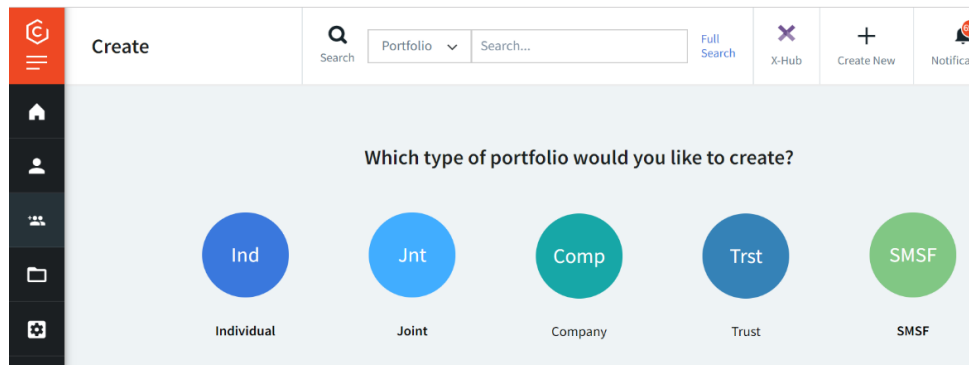 Create
Search
Portfolio
Search...
Full
Search
X-Hub
Create New
Which type of portfolio would you like to create?
Ind
Jnt
Comp
Trst
SMSF
Individual
Joint
Company
Trust
SMSF